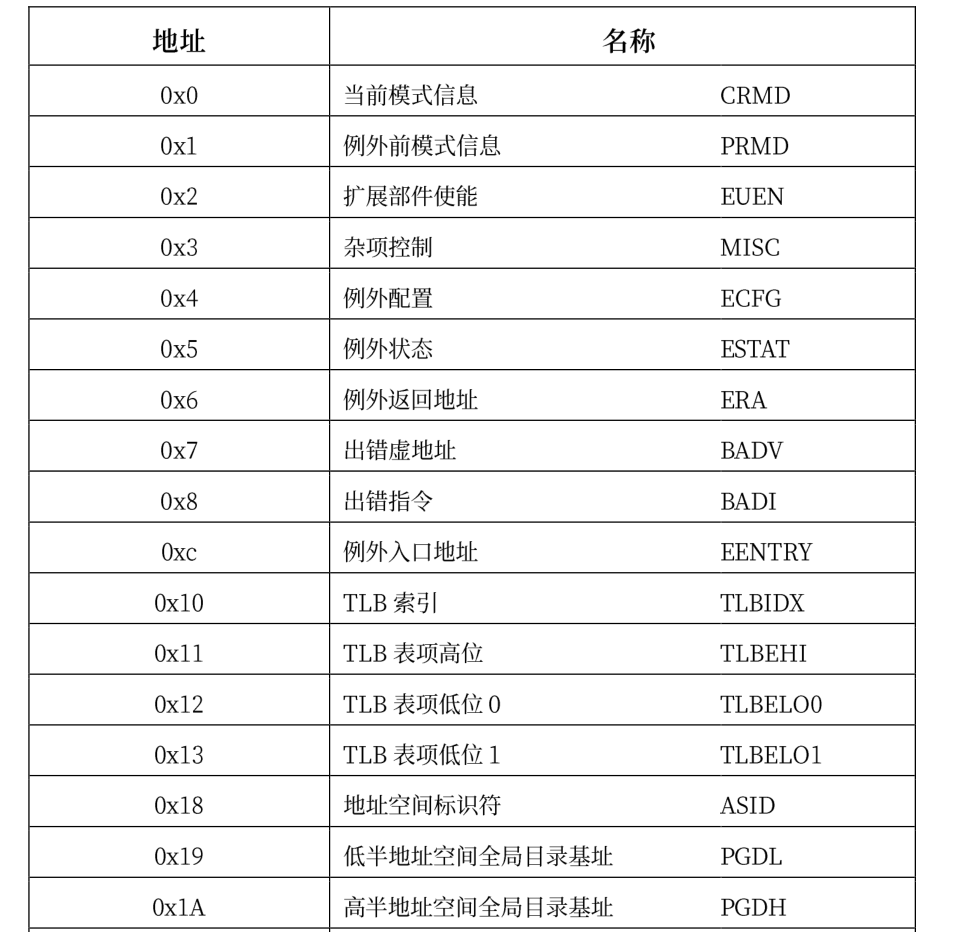 地址 名称
0x0 当前模式信息 CRMD
0x1 例外前模式信息 PRMD
0x2 扩展部件使能 EUEN
0x3 杂项控制 MISC
0x4 例外配置 ECFG
0x5 例外状态 ESTAT
0x6 例外返回地址 ERA
0x7 出错虚地址 BADV
0x8 出错指令 BADI
0xc 例外入口地址 EENTRY
0x10 TLB 索引 TLBIDX
0x11 TLB 表项高位 TLBEHI
0x12 TLB 表项低位 0 TLBELO0
0x13 TLB 表项低位 1 TLBELO1
0x18 地址空间标识符 ASID
0x19 低半地址空间全局目录基址 PGDL
0x1A 高半地址空间全局目录基址 PGDH